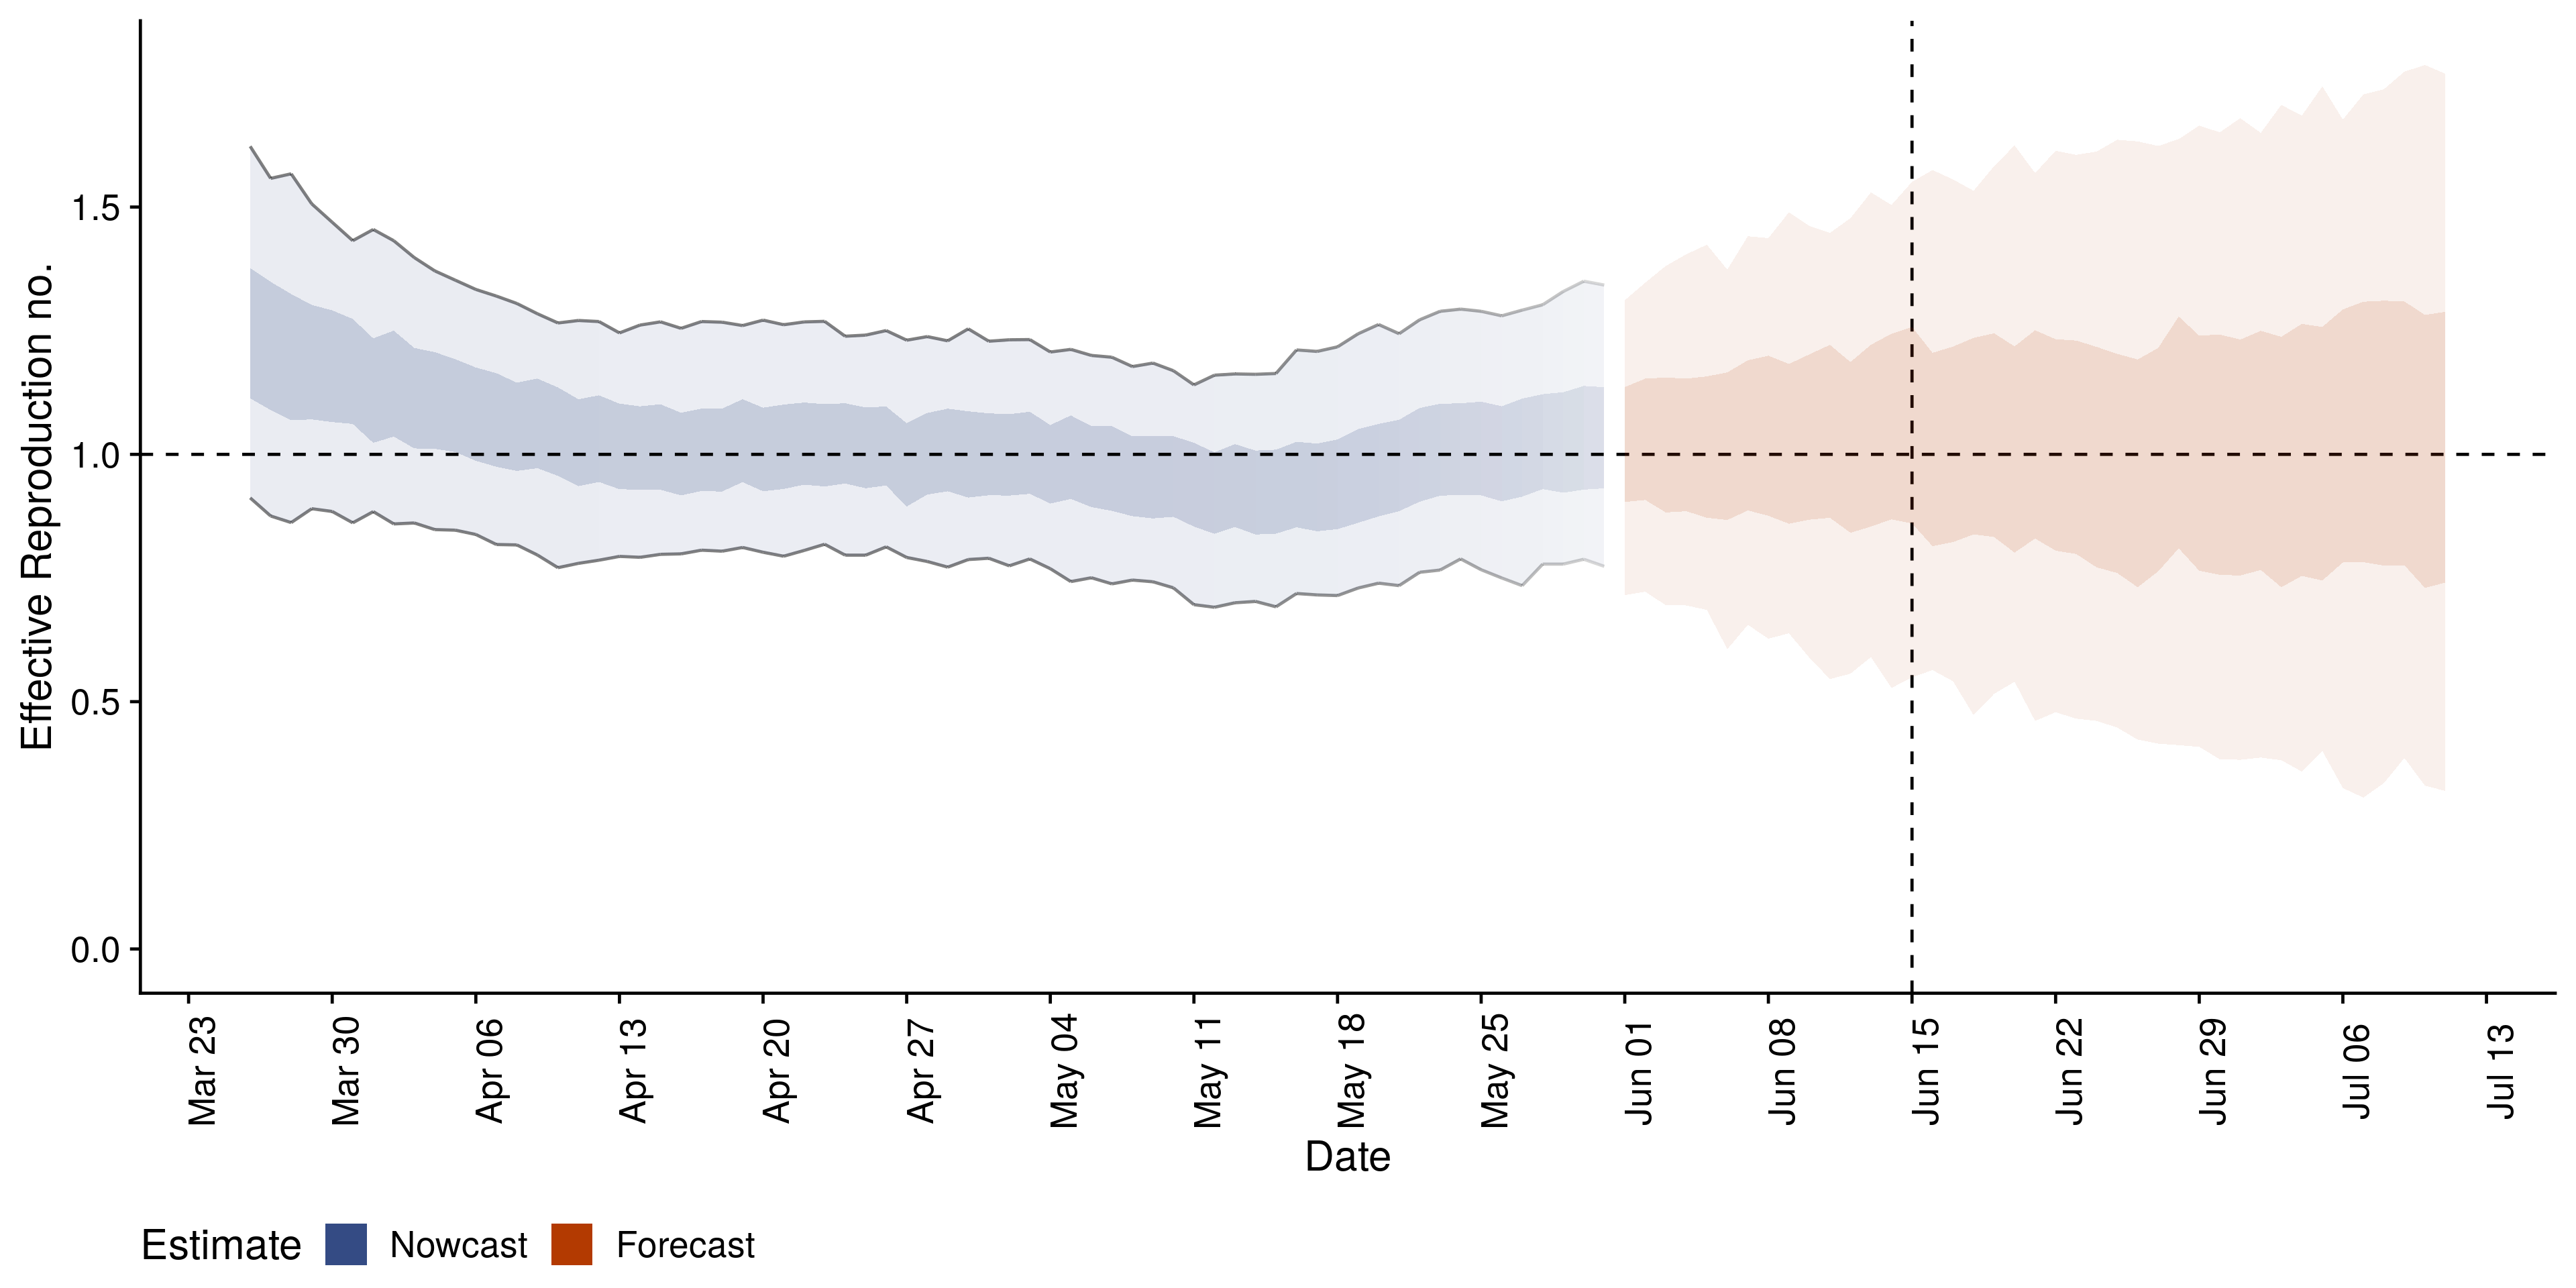 Effective Reproduction no.
1.5
1.0
0.5
0.0
Mar 23
Mar 30
Apr 06
Apr 13
Apr 20
Apr 27
May 04
May 11
May 18
May 25
Jun 01
Jun 08
Jun 15
Jun 22
Jun 29
Jul 06
Jul 13
Date
Estimate Nowcast Forecast